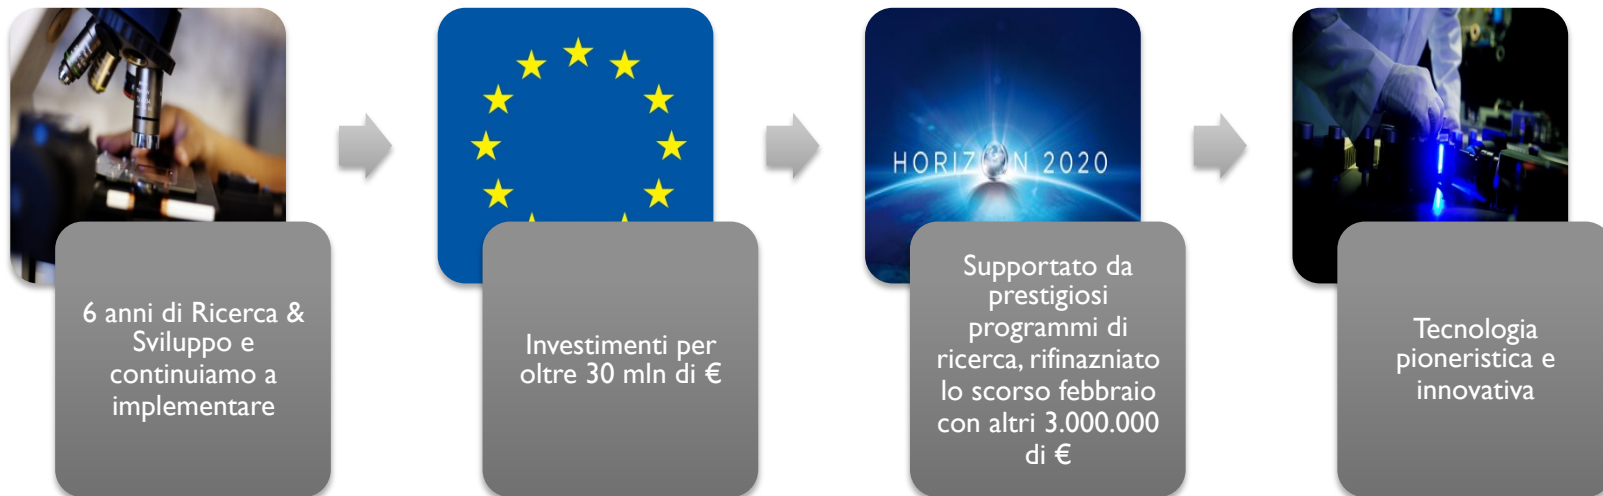 HORIZON 2020
6 anni di Ricerca &
Sviluppo e
continuiamo a
implementare
Investimenti per
oltre 30 mln di €
Supportato da
prestigiosi
programmi di
ricerca, rifinazniato
lo scorso febbraio
con altri 3.000.000
di €
Tecnologia
pioneristica e
innovativa